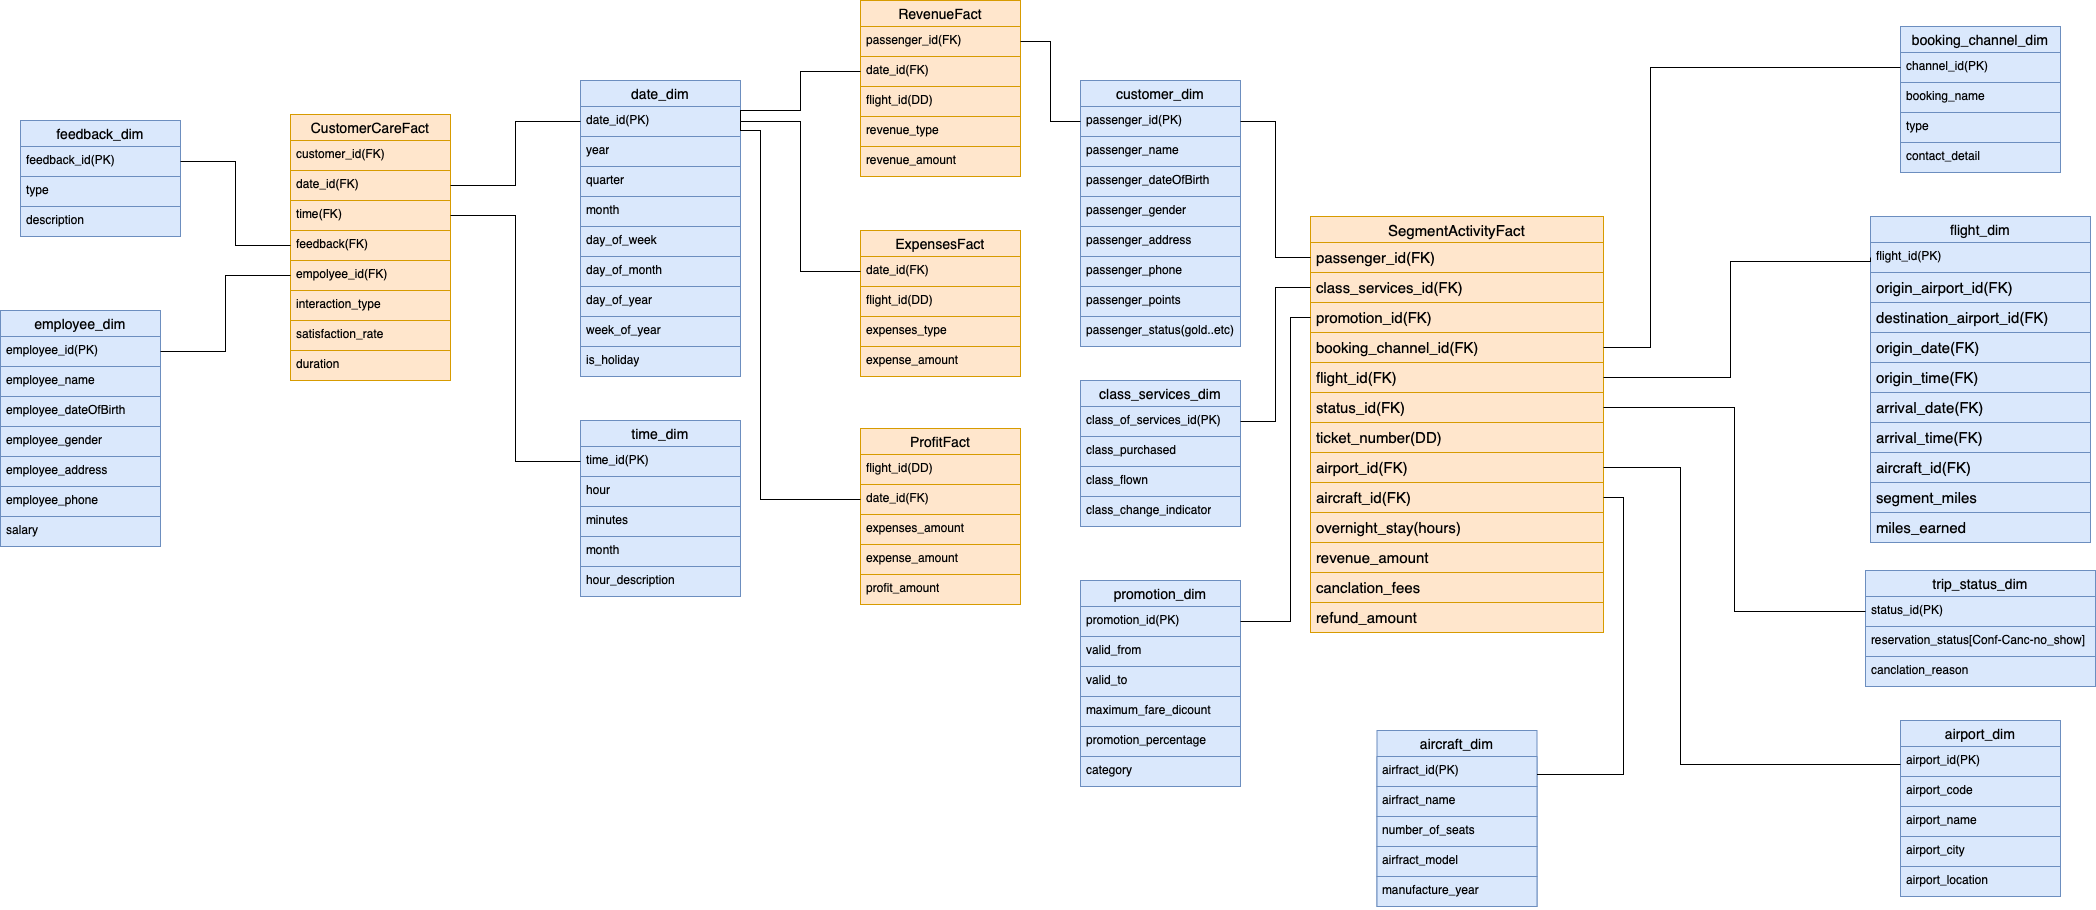 feedback_dim
feedback_id(PK)
type
description
employee_dim
employee_id(PK)
employee_name
employee_dateOfBirth
employee_gender
employee_address
employee_phone
salary
CustomerCareFact
customer_id(FK)
date_id(FK)
time(FK)
feedback(FK)
empolyee_id(FK)
interaction_type
satisfaction_rate
duration
date_dim
date_id(PK)
year
quarter
month
day_of_week
day_of_month
day_of_year
week_of_year
is_holiday
time_dim
time_id(PK)
hour
minutes
month
hour_description
RevenueFact
passenger_id(FK)
date_id(FK)
flight_id(DD)
revenue_type
revenue_amount
ExpensesFact
date_id(FK)
flight_id(DD)
expenses_type
expense_amount
ProfitFact
flight_id(DD)
date_id(FK)
expenses_amount
expense_amount
profit_amount
customer_dim
passenger_id(PK)
passenger_name
passenger_dateOfBirth
passenger_gender
passenger_address
passenger_phone
passenger_points
passenger_status(gold..etc)
class_services_dim
class_of_services_id(PK)
class_purchased
class_flown
class_change_indicator
promotion_dim
promotion_id(PK)
valid_from
valid_to
maximum_fare_dicount
promotion_percentage
category
SegmentActivityFact
passenger_id(FK)
class_services_id(FK)
promotion_id(FK)
booking_channel_id(FK)
flight_id(FK)
status_id(FK)
ticket_number(DD)
airport_id(FK)
aircraft_id(FK)
overnight_stay(hours)
revenue_amount
canclation_fees
refund_amount
aircraft_dim
airfract_id(PK)
airfract_name
number_of_seats
airfract_model
manufacture_year
booking_channel_dim
channel_id(PK)
booking_name
type
contact_detail
flight_dim
flight_id(PK)
origin_airport_id(FK)
destination_airport_id(FK)
origin_date(FK)
origin_time(FK)
arrival_date(FK)
arrival_time(FK)
aircraft_id(FK)
segment_miles
miles_earned
trip_status_dim
status_id(PK)
reservation_status[Conf-Canc-no_show]
canclation_reason
airport_dim
airport_id(PK)
airport_code
airport_name
airport_city
airport_location